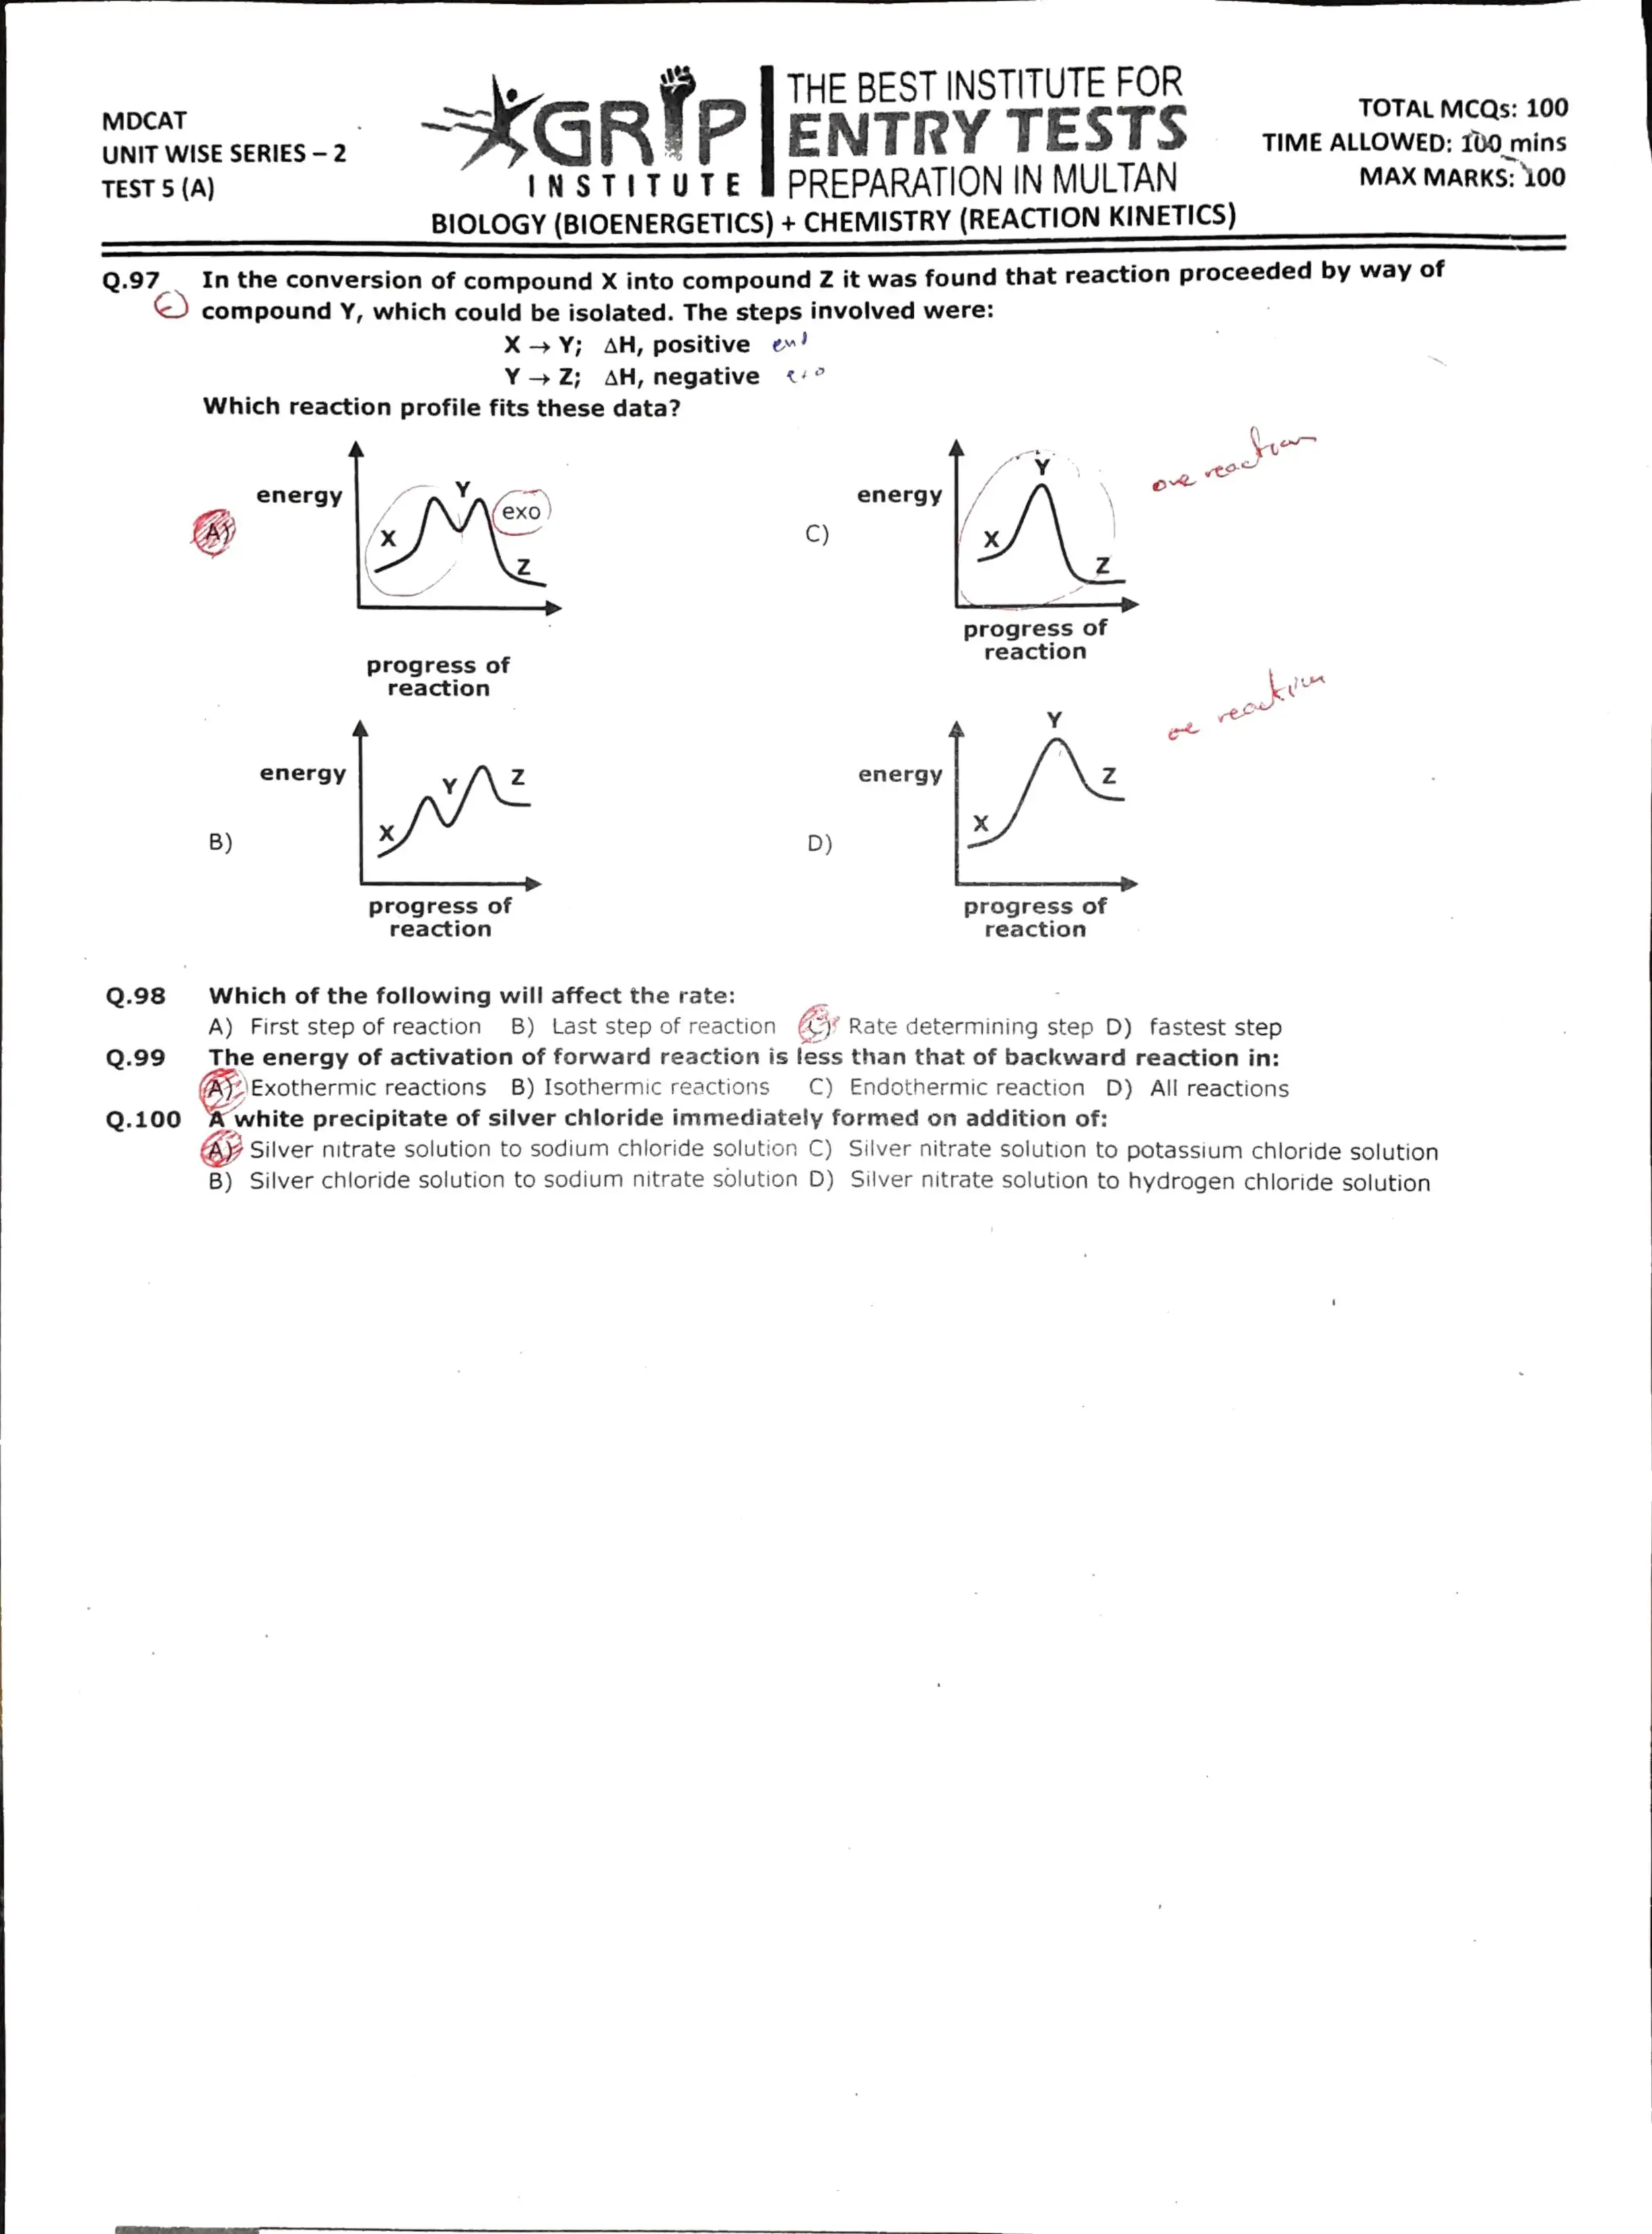 MDCAT
UNIT WISE SERIES – 2
TEST 5 (A)
GRIP
INSTITUTE
THE BEST INSTITUTE FOR
ENTRY TESTS
PREPARATION IN MULTAN
TOTAL MCQs: 100
TIME ALLOWED: 100 mins
MAX MARKS: 100
BIOLOGY (BIOENERGETICS) + CHEMISTRY (REACTION KINETICS)
Q.97 In the conversion of compound X into compound Z it was found that reaction proceeded by way of
compound Y, which could be isolated. The steps involved were:
X → Y; ΔH, positive
Y → Z; ΔH, negative
Which reaction profile fits these data?
A)
energy
X
Y
exo
Z
progress of
reaction
C)
energy
X
Y
Z
progress of
reaction
one reaction
B)
energy
X
Y
Z
progress of
reaction
D)
energy
X
Y
Z
progress of
reaction
reaction
Q.98 Which of the following will affect the rate:
A) First step of reaction B) Last step of reaction C) Rate determining step D) fastest step
Q.99 The energy of activation of forward reaction is less than that of backward reaction in:
A) Exothermic reactions B) Isothermic reactions C) Endothermic reaction D) All reactions
Q.100 A white precipitate of silver chloride immediately formed on addition of:
A) Silver nitrate solution to sodium chloride solution C) Silver nitrate solution to potassium chloride solution
B) Silver chloride solution to sodium nitrate solution D) Silver nitrate solution to hydrogen chloride solution